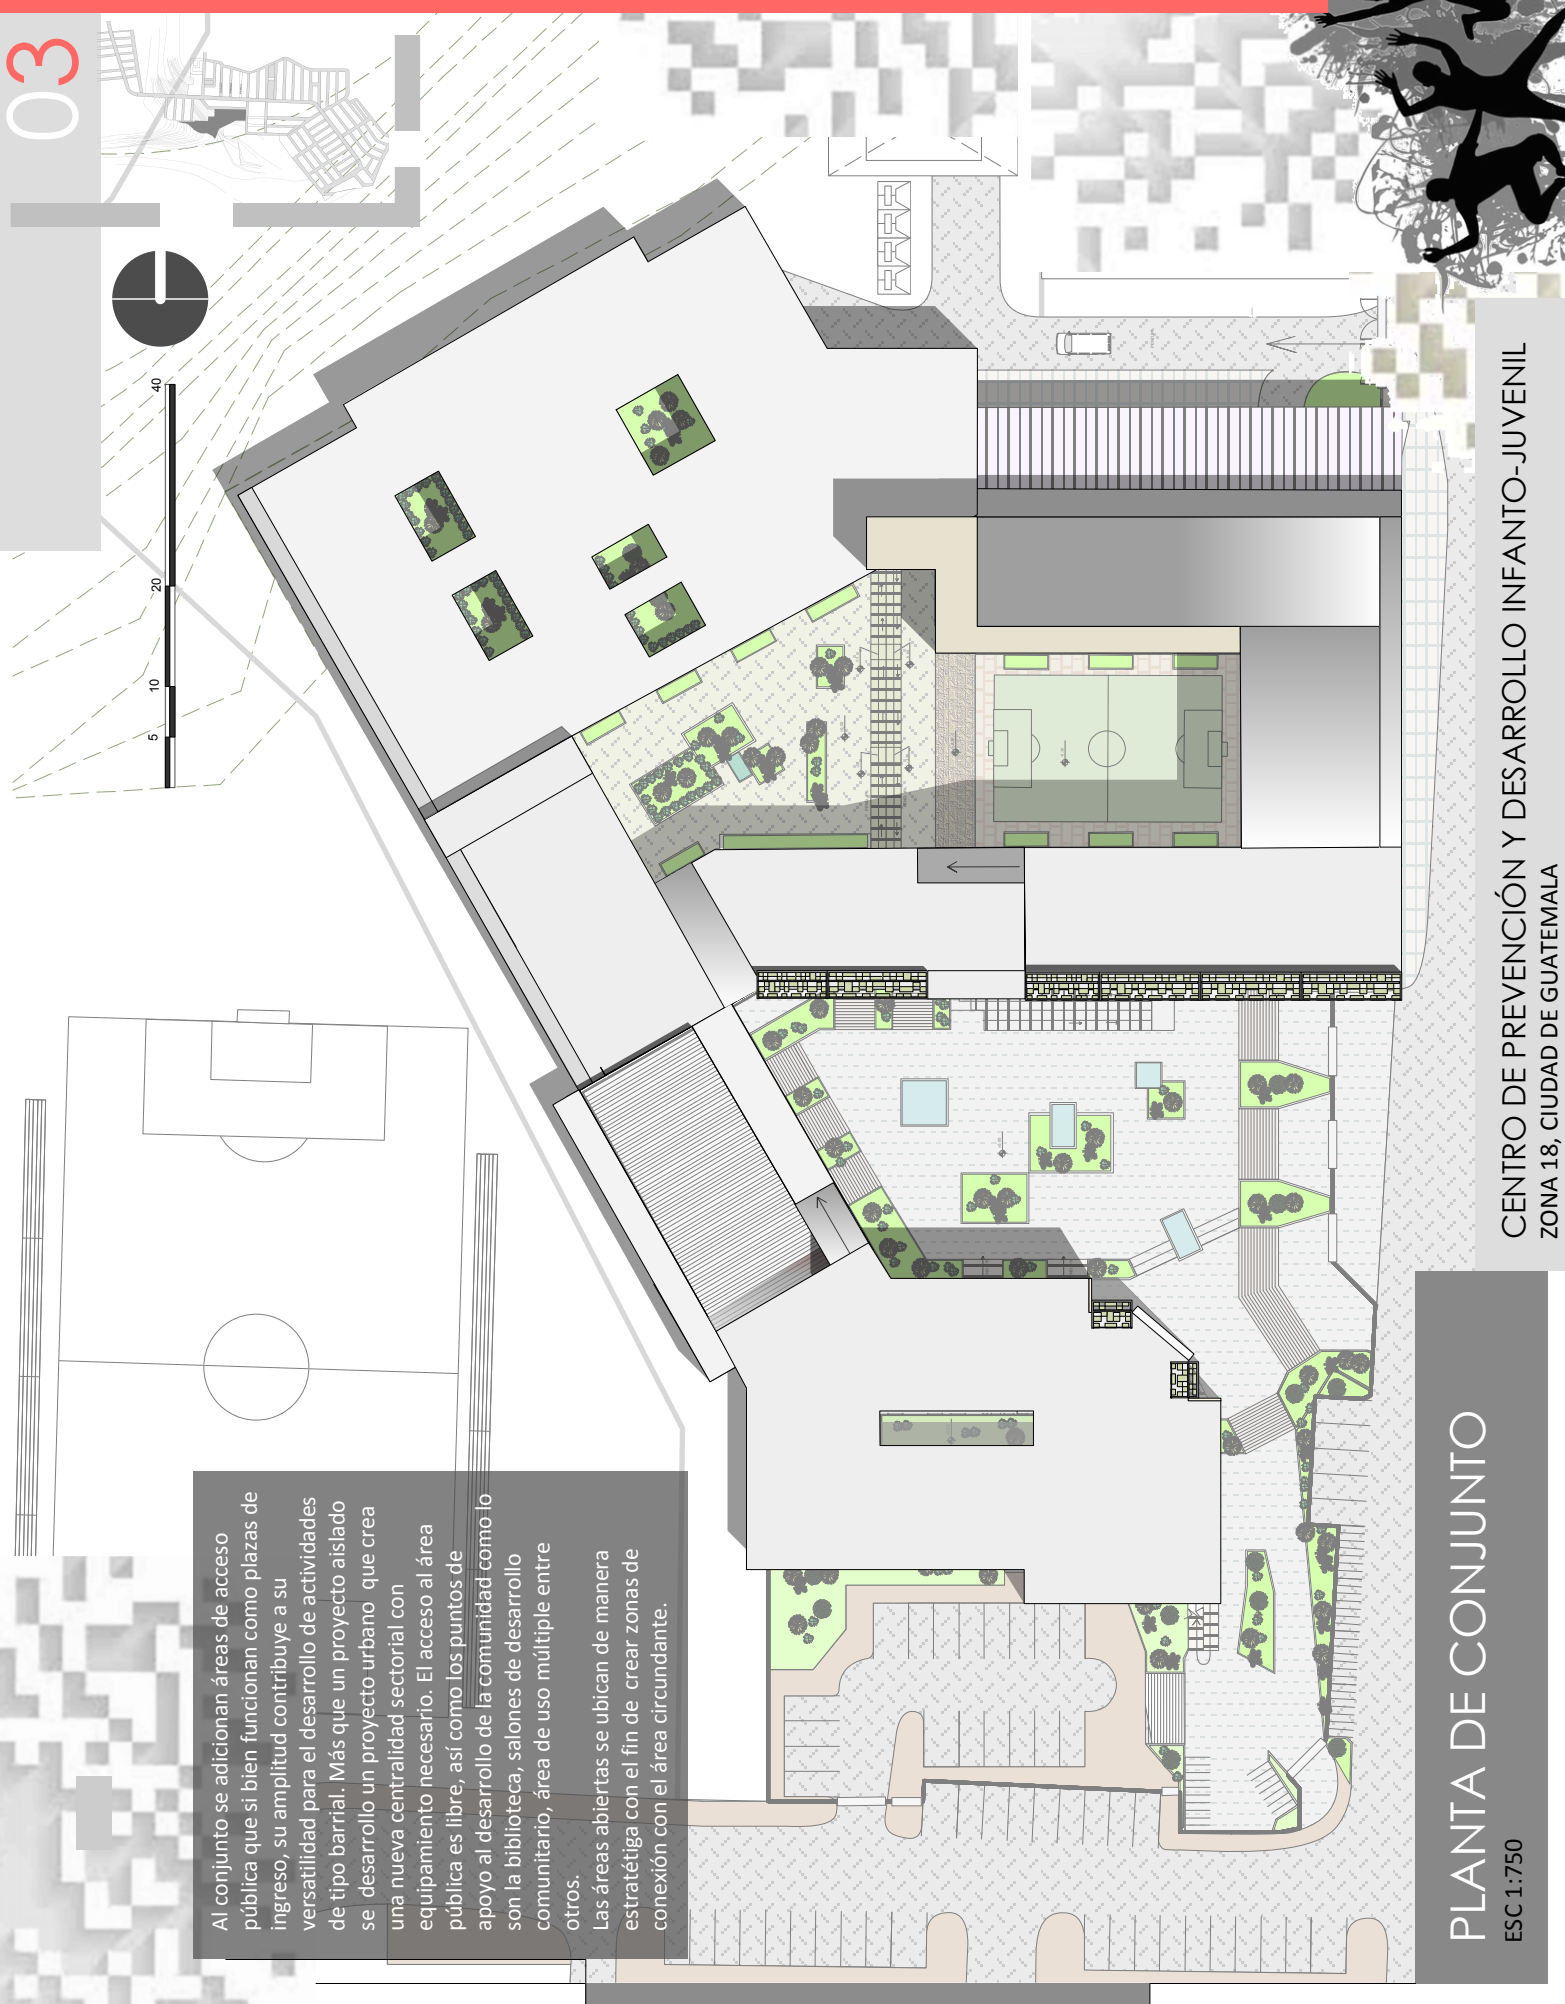 03
40
20
10
5
Al conjunto se adicionan áreas de acceso
pública que si bien funcionan como plazas de
ingreso, su amplitud contribuye a su
versatilidad para el desarrollo de actividades
de tipo barrial. Más que un proyecto aislado
se desarrollo un proyecto urbano que crea
una nueva centralidad sectorial con
equipamiento necesario. El acceso al área
pública es libre, así como los puntos de
apoyo al desarrollo de la comunidad como lo
son la biblioteca, salones de desarrollo
comunitario, área de uso múltiple entre
otros.
Las áreas abiertas se ubican de manera
estratétiga con el fin de crear zonas de
conexión con el área circundante.
PLANTA DE CONJUNTO
ESC 1:750
CENTRO DE PREVENCIÓN Y DESARROLLO INFANTO-JUVENIL
ZONA 18, CIUDAD DE GUATEMALA